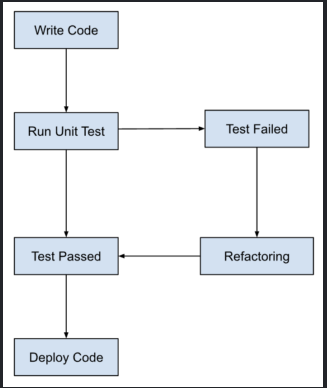 Write Code
Run Unit Test
Test Failed
Test Passed
Refactoring
Deploy Code